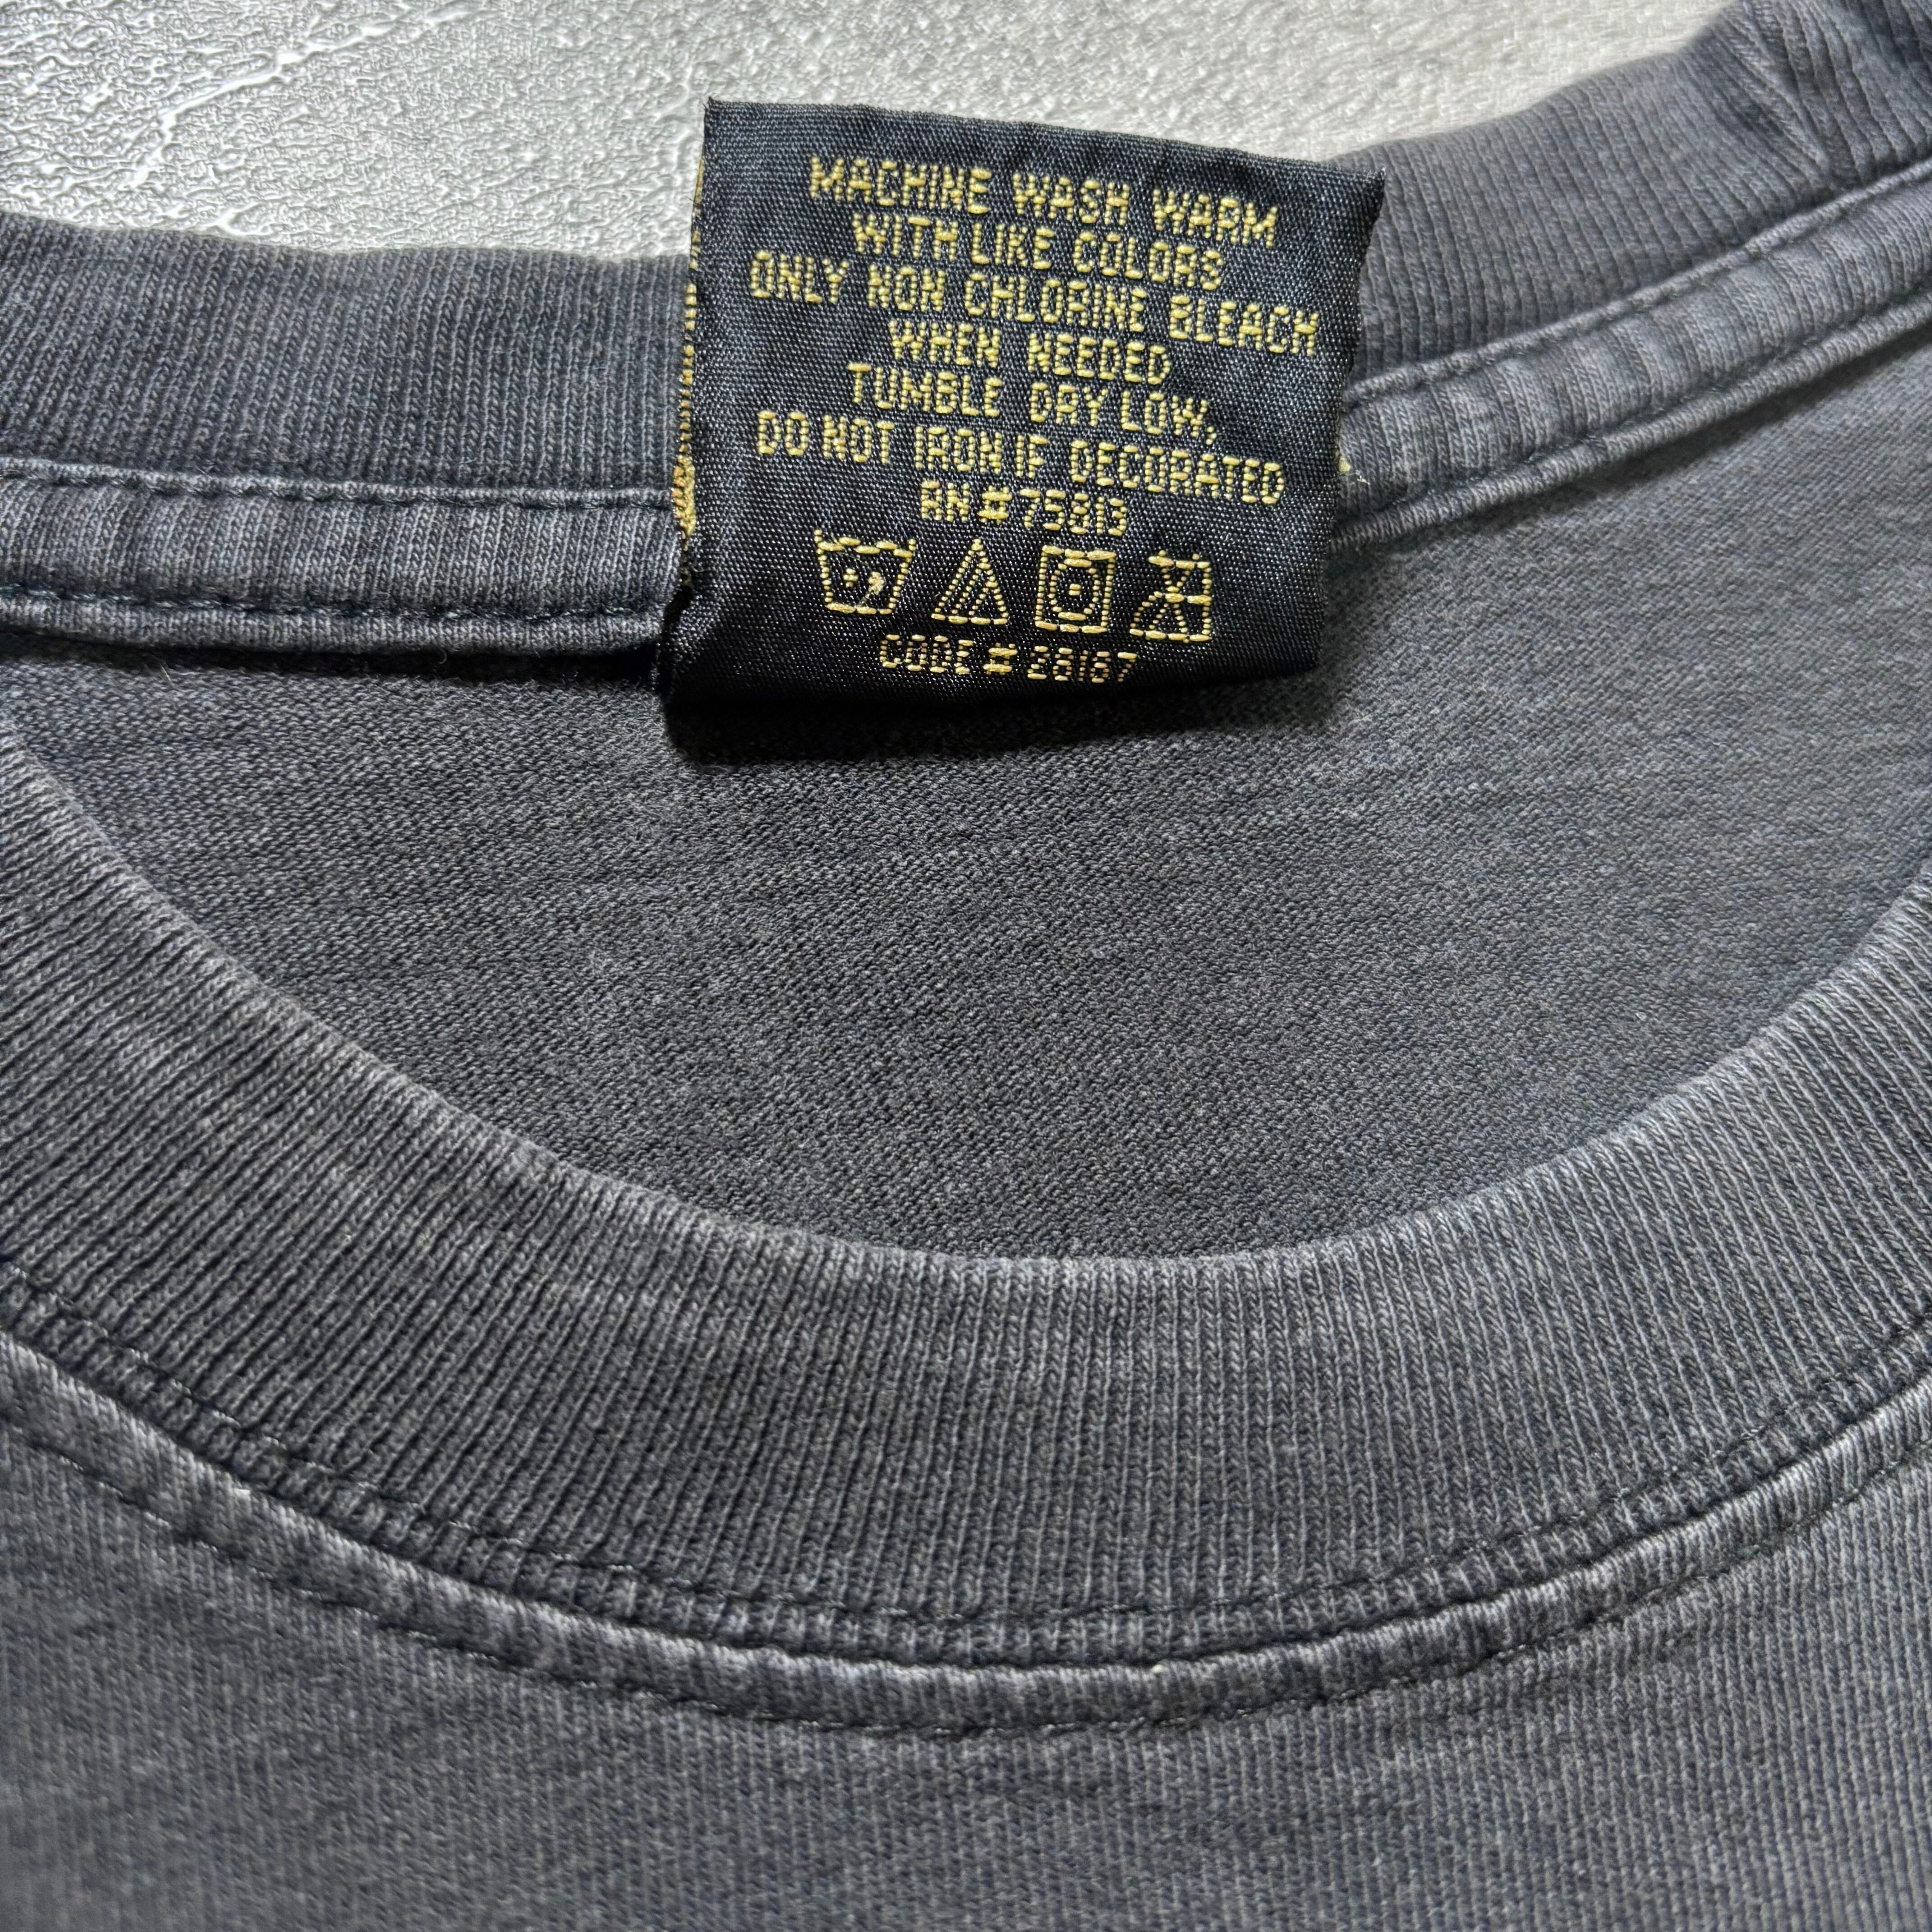 MACHINE WASH WARM
WITH LIKE COLORS
ONLY NON CHLORINE BLEACH
WHEN NEEDED
TUMBLE DRY LOW,
DO NOT IRON IF DECORATED
RN # 75813
CODE # 28187